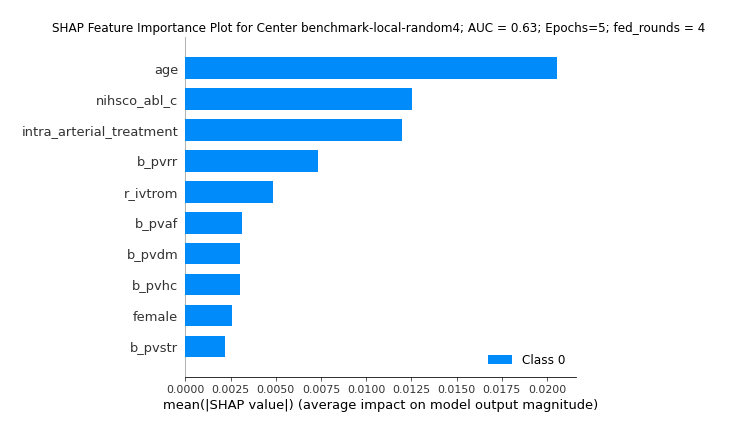 SHAP Feature Importance Plot for Center benchmark-local-random4; AUC = 0.63; Epochs=5; fed_rounds = 4
age
nihsco_abl_c
intra_arterial_treatment
b_pvrr
r_ivtrom
b_pvaf
b_pvdm
b_pvhc
female
b_pvstr
Class 0
0.0000 0.0025 0.0050 0.0075 0.0100 0.0125 0.0150 0.0175 0.0200
mean(|SHAP value|) (average impact on model output magnitude)